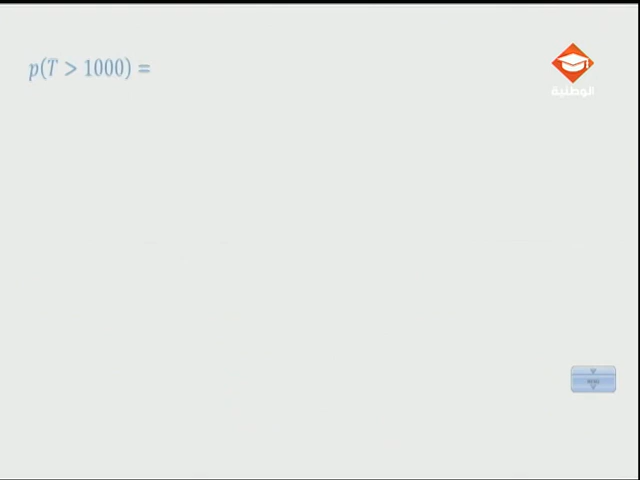 p(T > 1000) =
الوطنية